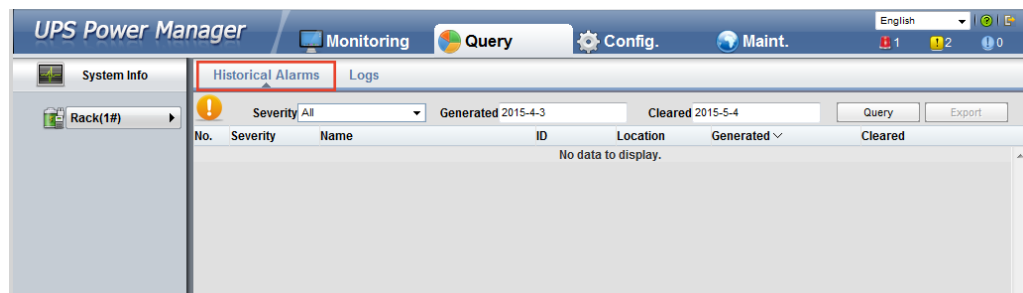 UPS Power Manager
Monitoring Query Config. Maint.
English
1 2 0
System Info Historical Alarms Logs
Rack(1#)
Severity All Generated 2015-4-3 Cleared 2015-5-4 Query Export
No. Severity Name ID Location Generated Cleared
No data to display.